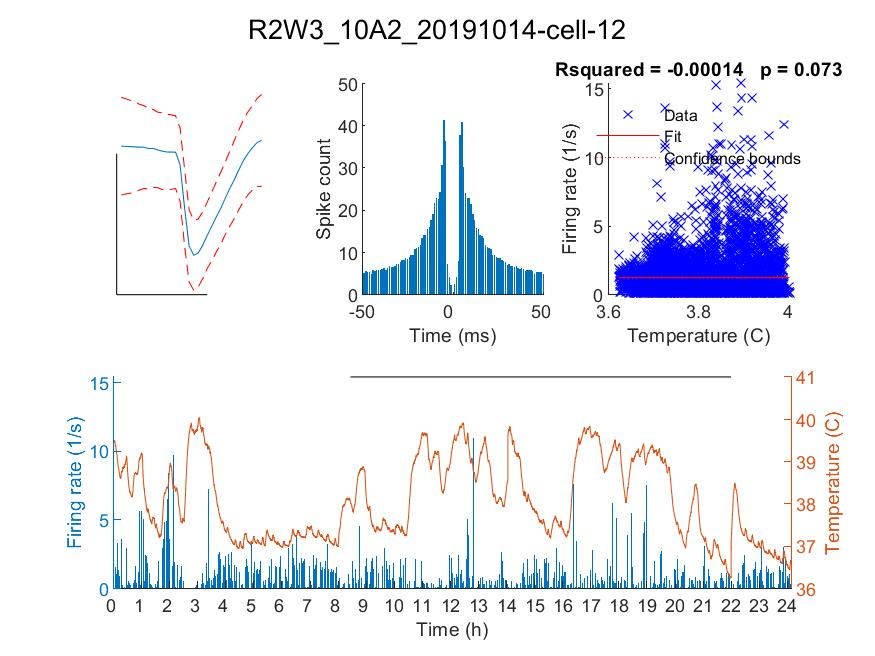 R2W3_10A2_20191014-cell-12
Rsquared = -0.00014 p = 0.073
50
40
30
20
10
0
Spike count
-50 0 50
Time (ms)
15
10
5
0
Firing rate (1/s)
Data
Fit
Confidence bounds
3.6 3.8 4
Temperature (C)
15
10
5
0
Firing rate (1/s)
41
40
39
38
37
36
Temperature (C)
0 1 2 3 4 5 6 7 8 9 10 11 12 13 14 15 16 17 18 19 20 21 22 23 24
Time (h)